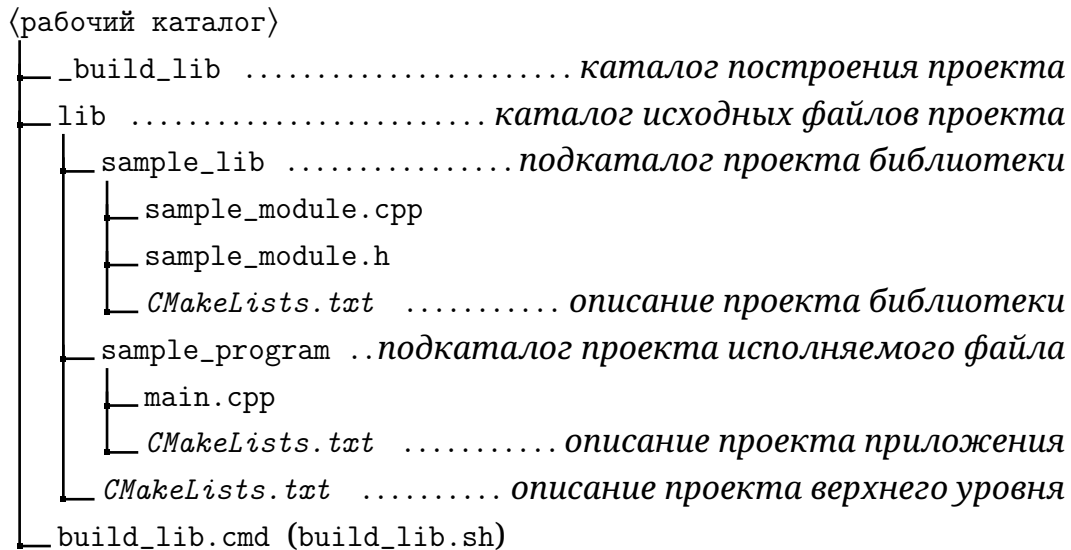 ⟨рабочий каталог⟩
_build_lib ....................... каталог построения проекта
lib ......................... каталог исходных файлов проекта
sample_lib ................ подкаталог проекта библиотеки
sample_module.cpp
sample_module.h
CMakeLists.txt ........... описание проекта библиотеки
sample_program ..подкаталог проекта исполняемого файла
main.cpp
CMakeLists.txt ........... описание проекта приложения
CMakeLists.txt .......... описание проекта верхнего уровня
build_lib.cmd (build_lib.sh)